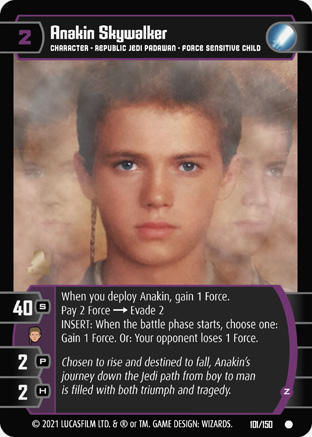 2 Anakin Skywalker
CHARACTER • REPUBLIC JEDI PADAWAN • FORCE SENSITIVE CHILD
When you deploy Anakin, gain 1 Force.
40 S Pay 2 Force → Evade 2
INSERT: When the battle phase starts, choose one:
Gain 1 Force. Or: Your opponent loses 1 Force.
2 P Chosen to rise and destined to fall, Anakin's
journey down the Jedi path from boy to man
2 H is filled with both triumph and tragedy.
Z
© 2021 LUCASFILM LTD. & ® or TM. GAME DESIGN: WIZARDS. 101/150